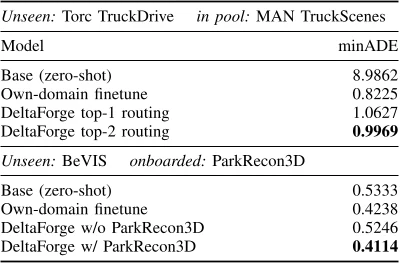 Unseen: Torc TruckDrive in pool: MAN TruckScenes
Model minADE
Base (zero-shot) 8.9862
Own-domain finetune 0.8225
DeltaForge top-1 routing 1.0627
DeltaForge top-2 routing 0.9969
Unseen: BeVIS onboarded: ParkRecon3D
Base (zero-shot) 0.5333
Own-domain finetune 0.4238
DeltaForge w/o ParkRecon3D 0.5246
DeltaForge w/ ParkRecon3D 0.4114